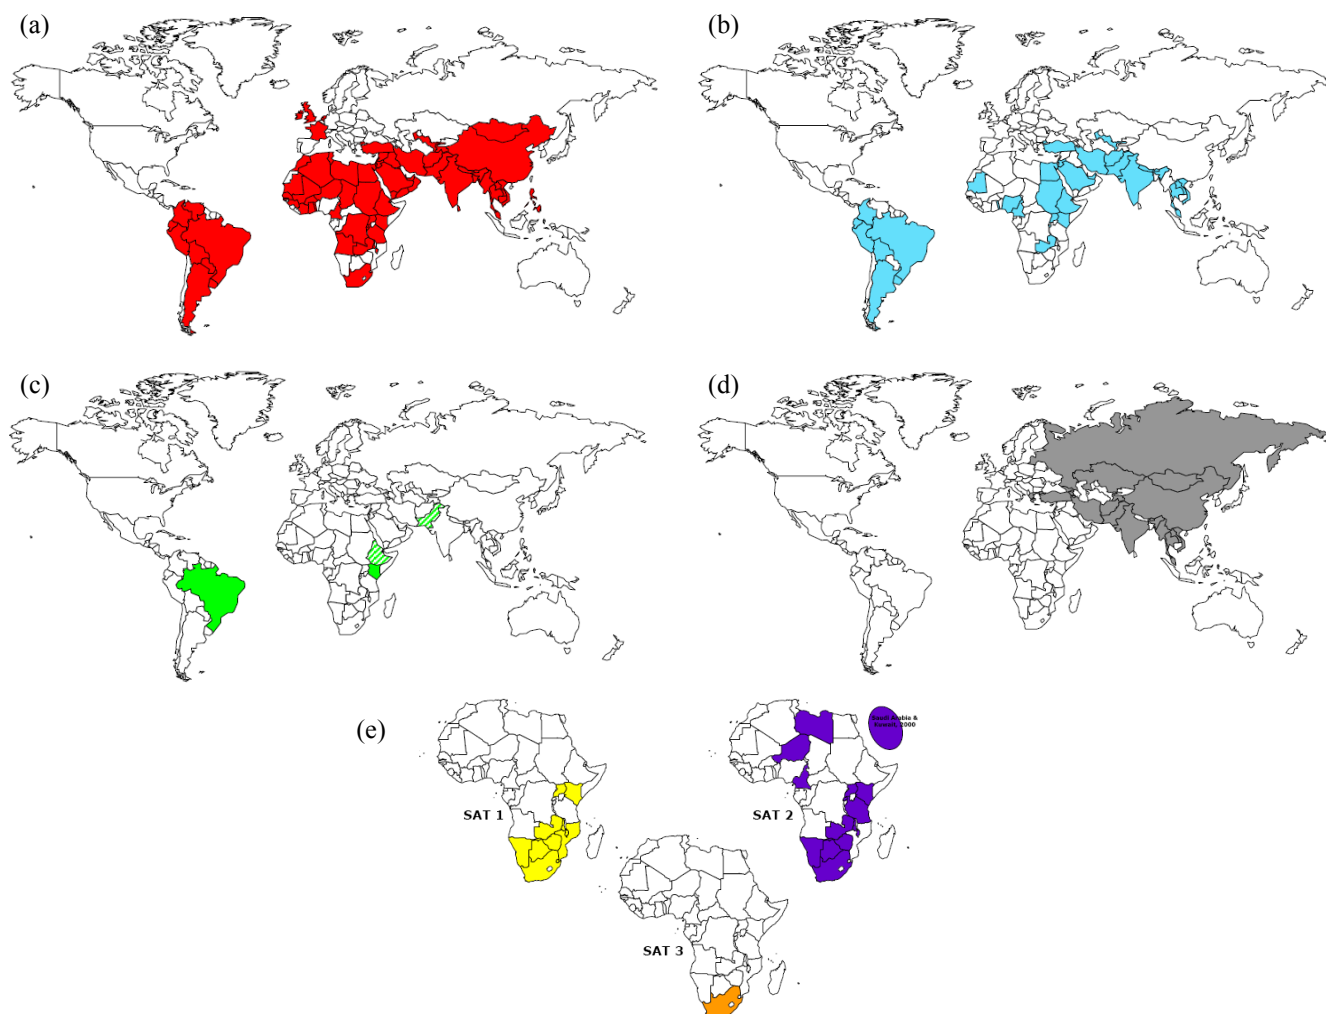 (a)
(b)
(c)
(d)
(e)
Saudi Arabia &
Kuwait, 2000
SAT 1
SAT 2
SAT 3